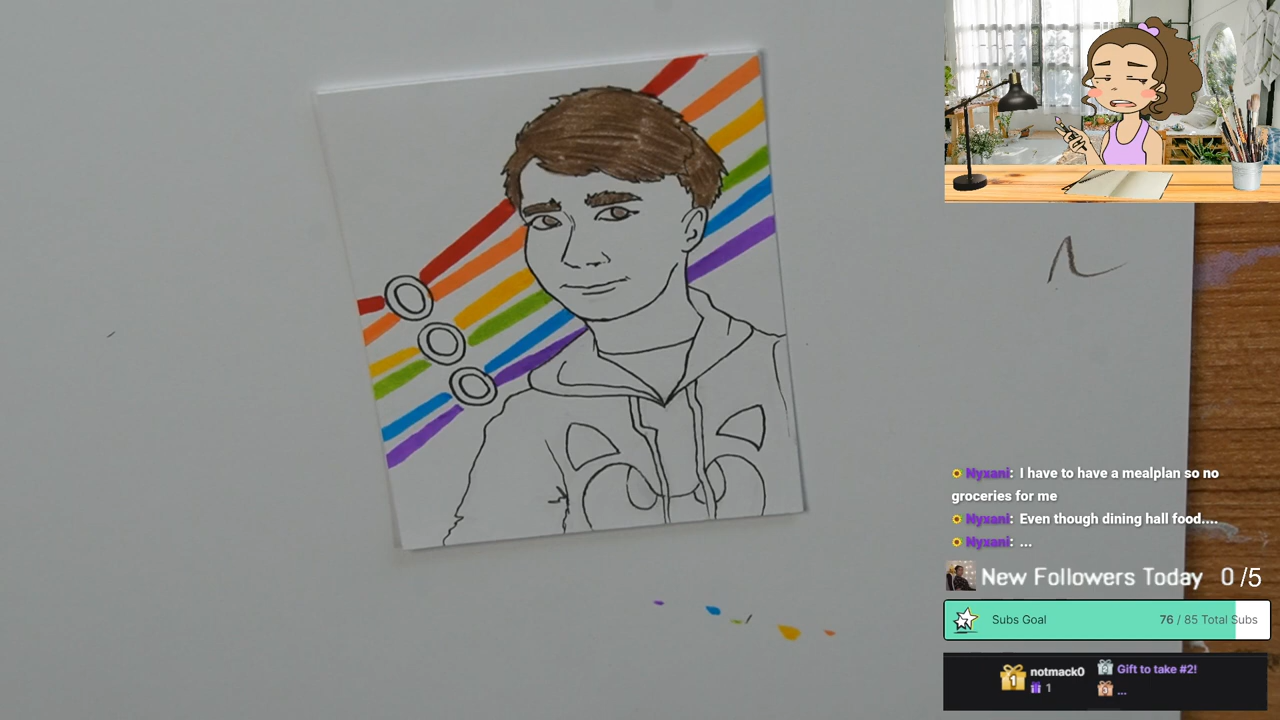 Nyxani: I have to have a mealplan so no
groceries for me
Nyxani: Even though dining hall food....
Nyxani: ...
New Followers Today 0 /5
Subs Goal 76 / 85 Total Subs
notmack0
1
Gift to take #2!
...